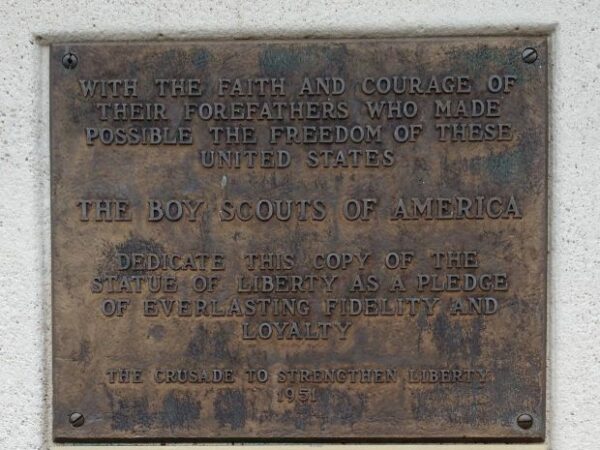 WITH THE FAITH AND COURAGE OF
THEIR FOREFATHERS WHO MADE
POSSIBLE THE FREEDOM OF THESE
UNITED STATES
THE BOY SCOUTS OF AMERICA
DEDICATE THIS COPY OF THE
STATUE OF LIBERTY AS A PLEDGE
OF EVERLASTING FIDELITY AND
LOYALTY
THE CRUSADE TO STRENGTHEN LIBERTY
1951